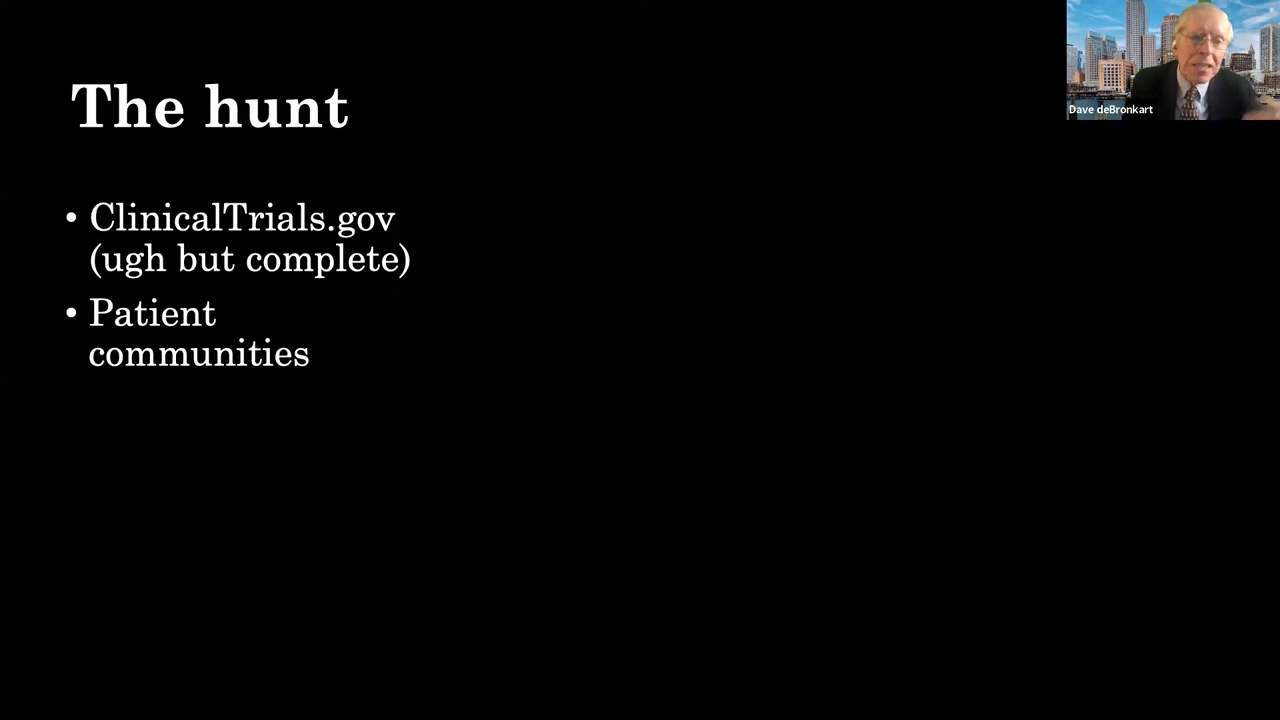 The hunt
• ClinicalTrials.gov
(ugh but complete)
• Patient
communities
Dave deBronkart